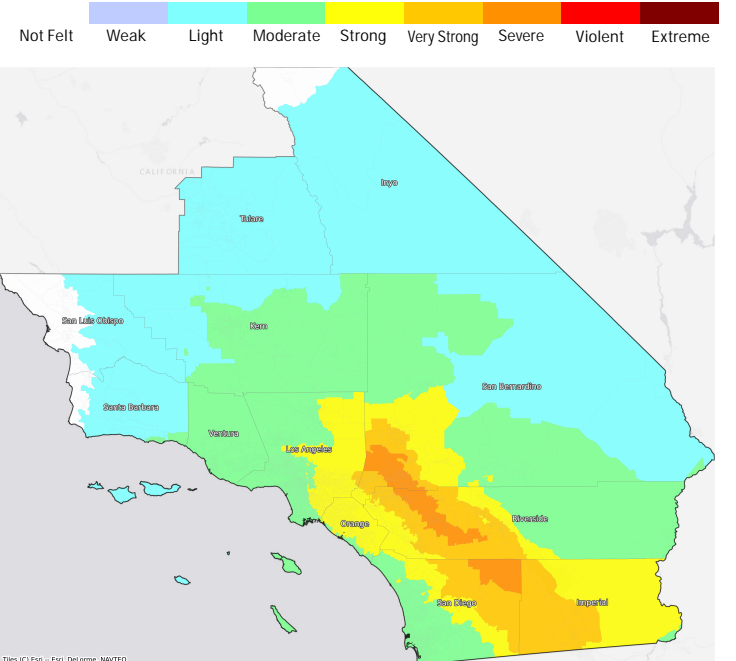 Not Felt Weak Light Moderate Strong Very Strong Severe Violent Extreme
CALIFORNIA
Inyo
Tulare
San Luis Obispo
Kern
San Bernardino
Santa Barbara
Ventura
Los Angeles
Riverside
Orange
San Diego
Imperial
Tiles (C) Esri -- Esri, DeLorme, NAVTEQ